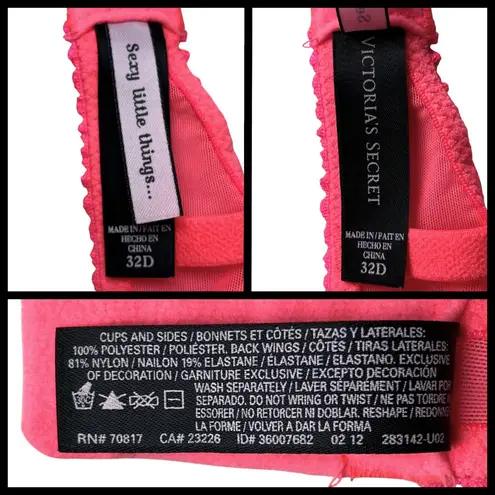 Sexy little things...
MADE IN / FAIT EN
HECHO EN
CHINA
32D
VICTORIA'S SECRET
MADE IN / FAIT EN
HECHO EN
CHINA
32D
CUPS AND SIDES / BONNETS ET CÔTÉS / TAZAS Y LATERALES:
100% POLYESTER / POLIÉSTER. BACK WINGS / CÔTÉS / TIRAS LATERALES:
81% NYLON / NAILON 19% ELASTANE / ÉLASTANE / ELASTANO. EXCLUSIVE
OF DECORATION / GARNITURE EXCLUSIVE / EXCEPTO DECORACIÓN
WASH SEPARATELY / LAVER SÉPARÉMENT / LAVAR POR
SEPARADO. DO NOT WRING OR TWIST / NE PAS TORDRE
ESSORER / NO RETORCER NI DOBLAR. RESHAPE / REDONNE
LA FORME / VOLVER A DAR LA FORMA
RN# 70817 CA# 23226 ID# 36007682 02 12 283142-U02